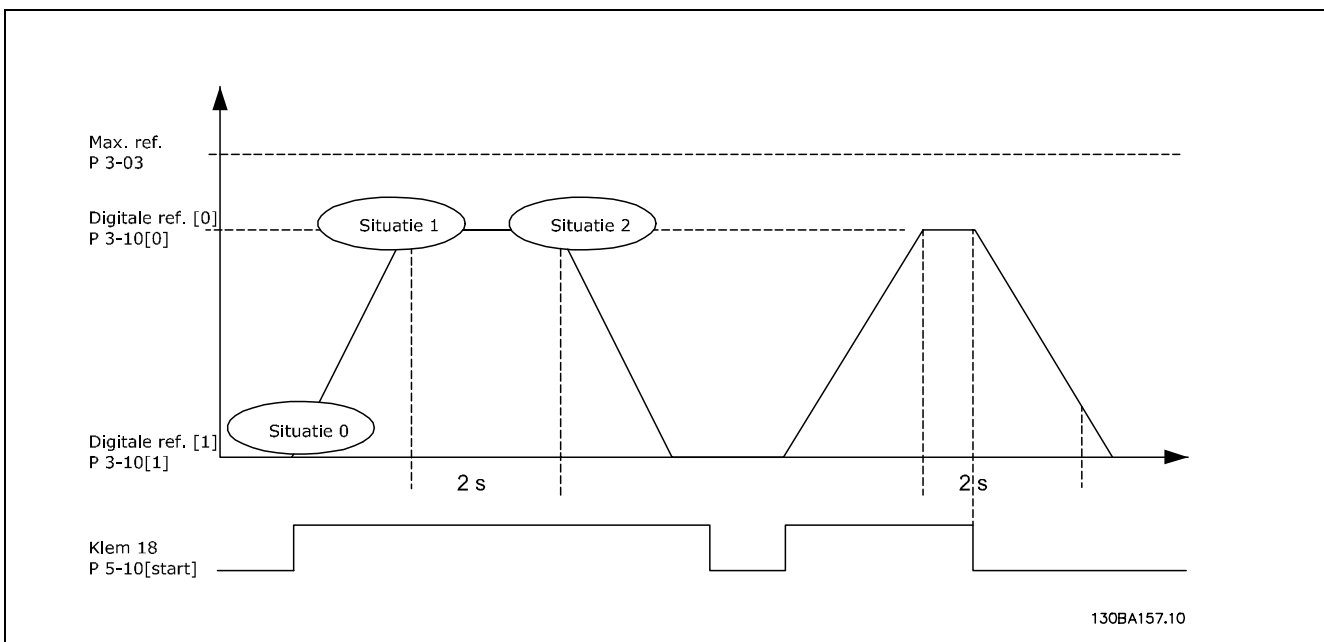 Max. ref.
P 3-03
Digitale ref. [0]
P 3-10[0]
Situatie 1
Situatie 2
Situatie 0
Digitale ref. [1]
P 3-10[1]
2 s
2 s
Klem 18
P 5-10[start]
130BA157.10